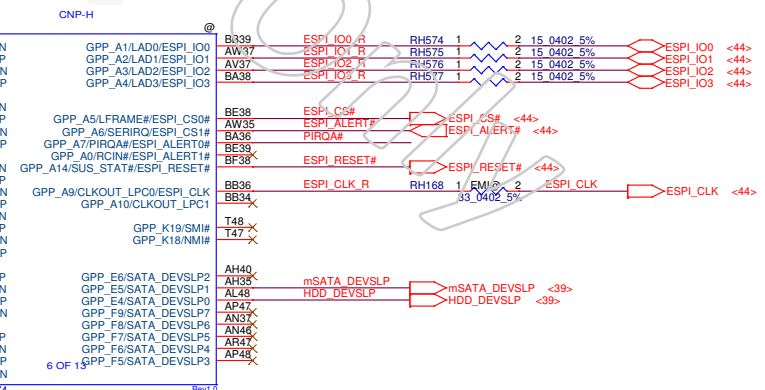 CNP-H
@
N GPP_A1/LAD0/ESPI_IO0 BB39 ESPI_IO0_R RH574 1 2 15_0402_5% ESPI_IO0 <44>
P GPP_A2/LAD1/ESPI_IO1 AW37 ESPI_IO1_R RH575 1 2 15_0402_5% ESPI_IO1 <44>
P GPP_A3/LAD2/ESPI_IO2 AV37 ESPI_IO2_R RH576 1 2 15_0402_5% ESPI_IO2 <44>
N GPP_A4/LAD3/ESPI_IO3 BA38 ESPI_IO3_R RH577 1 2 15_0402_5% ESPI_IO3 <44>
N
P GPP_A5/LFRAME#/ESPI_CS0# BE38 ESPI_CS# ESPI_CS# <44>
N GPP_A6/SERIRQ/ESPI_CS1# AW35 ESPI_ALERT# ESPI_ALERT# <44>
P GPP_A7/PIRQA#/ESPI_ALERT0# BA36 PIRQA#
GPP_A0/RCIN#/ESPI_ALERT1# BE39
N GPP_A14/SUS_STAT#/ESPI_RESET# BF38 ESPI_RESET# ESPI_RESET# <44>
P
N GPP_A9/CLKOUT_LPC0/ESPI_CLK BB36 ESPI_CLK_R RH168 1 EMI@ 2 ESPI_CLK ESPI_CLK <44>
P GPP_A10/CLKOUT_LPC1 BB34 33_0402_5%
N
P GPP_K19/SMI# T48
N GPP_K18/NMI# T47
P
P GPP_E6/SATA_DEVSLP2 AH40
N GPP_E5/SATA_DEVSLP1 AH35 mSATA_DEVSLP mSATA_DEVSLP <39>
P GPP_E4/SATA_DEVSLP0 AL48 HDD_DEVSLP HDD_DEVSLP <39>
N GPP_F9/SATA_DEVSLP7 AP47
GPP_F8/SATA_DEVSLP6 AN37
P GPP_F7/SATA_DEVSLP5 AN46
N GPP_F6/SATA_DEVSLP4 AR47
P GPP_F5/SATA_DEVSLP3 AP48
6 OF 13
N
Rev1.0